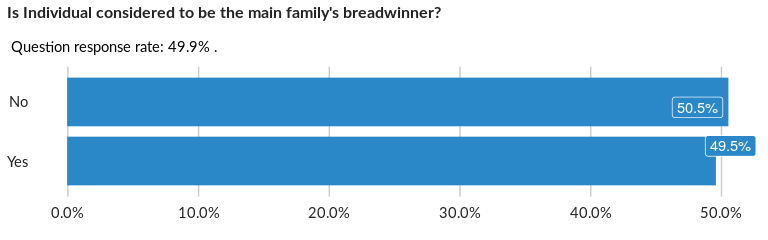 Is Individual considered to be the main family's breadwinner?
Question response rate: 49.9% .
No
50.5%
Yes
49.5%
0.0% 10.0% 20.0% 30.0% 40.0% 50.0%